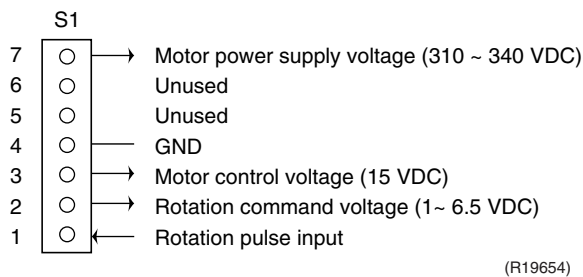 S1
7 Motor power supply voltage (310 ~ 340 VDC)
6 Unused
5 Unused
4 GND
3 Motor control voltage (15 VDC)
2 Rotation command voltage (1~ 6.5 VDC)
1 Rotation pulse input
(R19654)